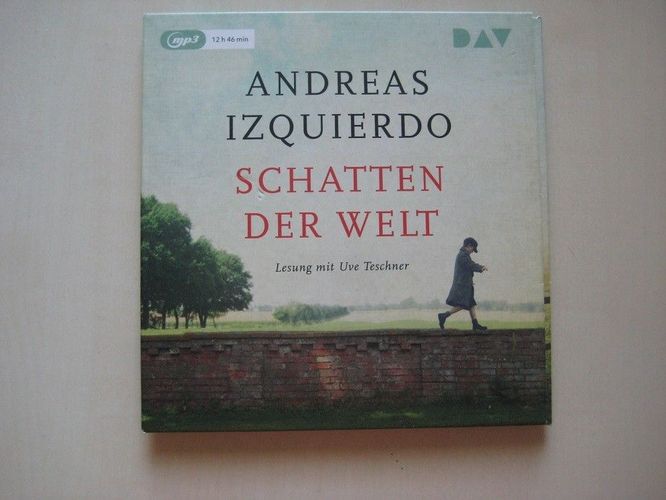 mp3 12 h 46 min
DAV
ANDREAS
IZQUIERDO
SCHATTEN
DER WELT
Lesung mit Uve Teschner